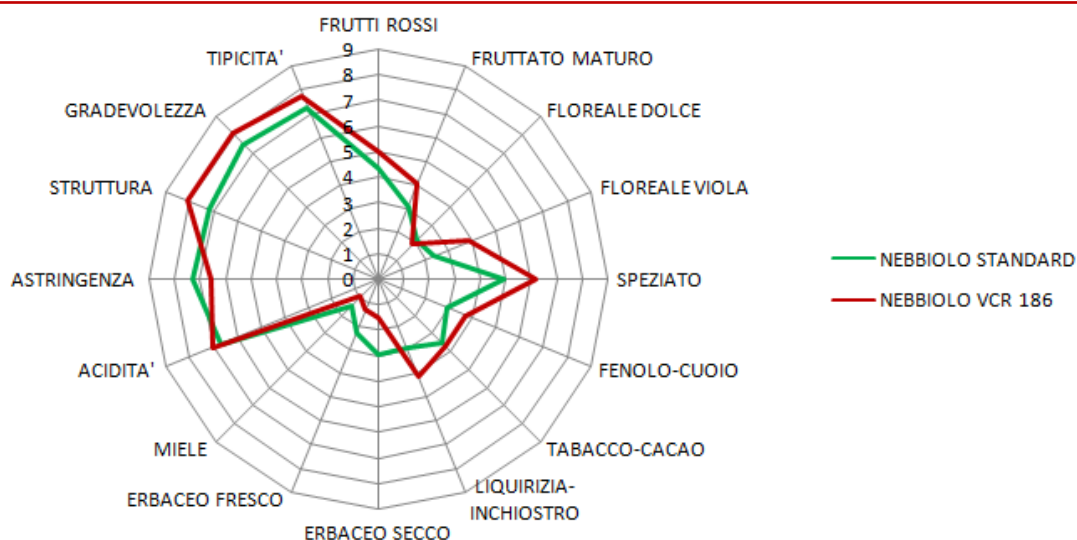 FRUTTI ROSSI
FRUTTATO MATURO
FLOREALE DOLCE
FLOREALE VIOLA
SPEZIATO
FENOLO-CUOIO
TABACCO-CACAO
LIQUIRIZIA-
INCHIOSTRO
ERBACEO SECCO
ERBACEO FRESCO
MIELE
ACIDITA'
ASTRINGENZA
STRUTTURA
GRADEVOLEZZA
TIPICITA'
9
8
7
6
5
4
3
2
1
0
NEBBIOLO STANDARD
NEBBIOLO VCR 186